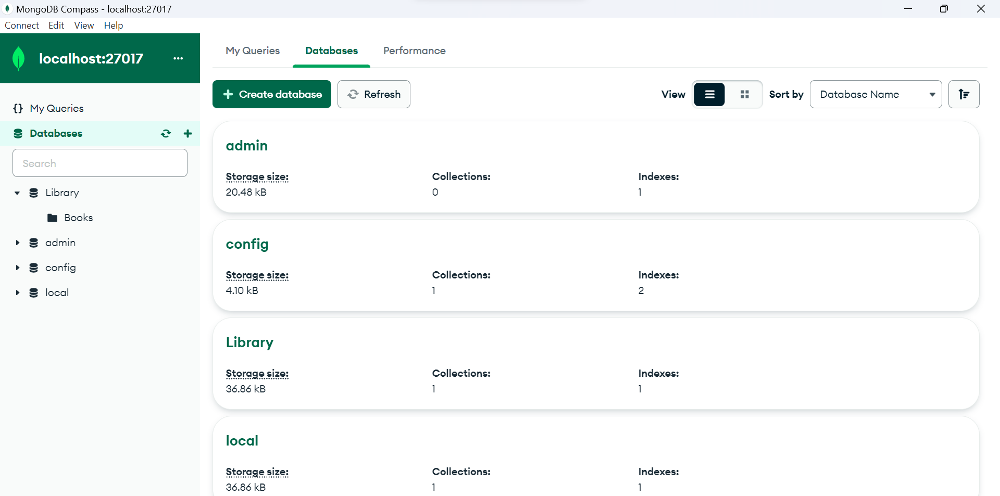 MongoDB Compass - localhost:27017
Connect Edit View Help
localhost:27017
My Queries
Databases
Search
Library
Books
admin
config
local
My Queries Databases Performance
Create database Refresh View Sort by Database Name
admin
Storage size: Collections: Indexes:
20.48 kB 0 1
config
Storage size: Collections: Indexes:
4.10 kB 1 2
Library
Storage size: Collections: Indexes:
36.86 kB 1 1
local
Storage size: Collections: Indexes:
36.86 kB 1 1